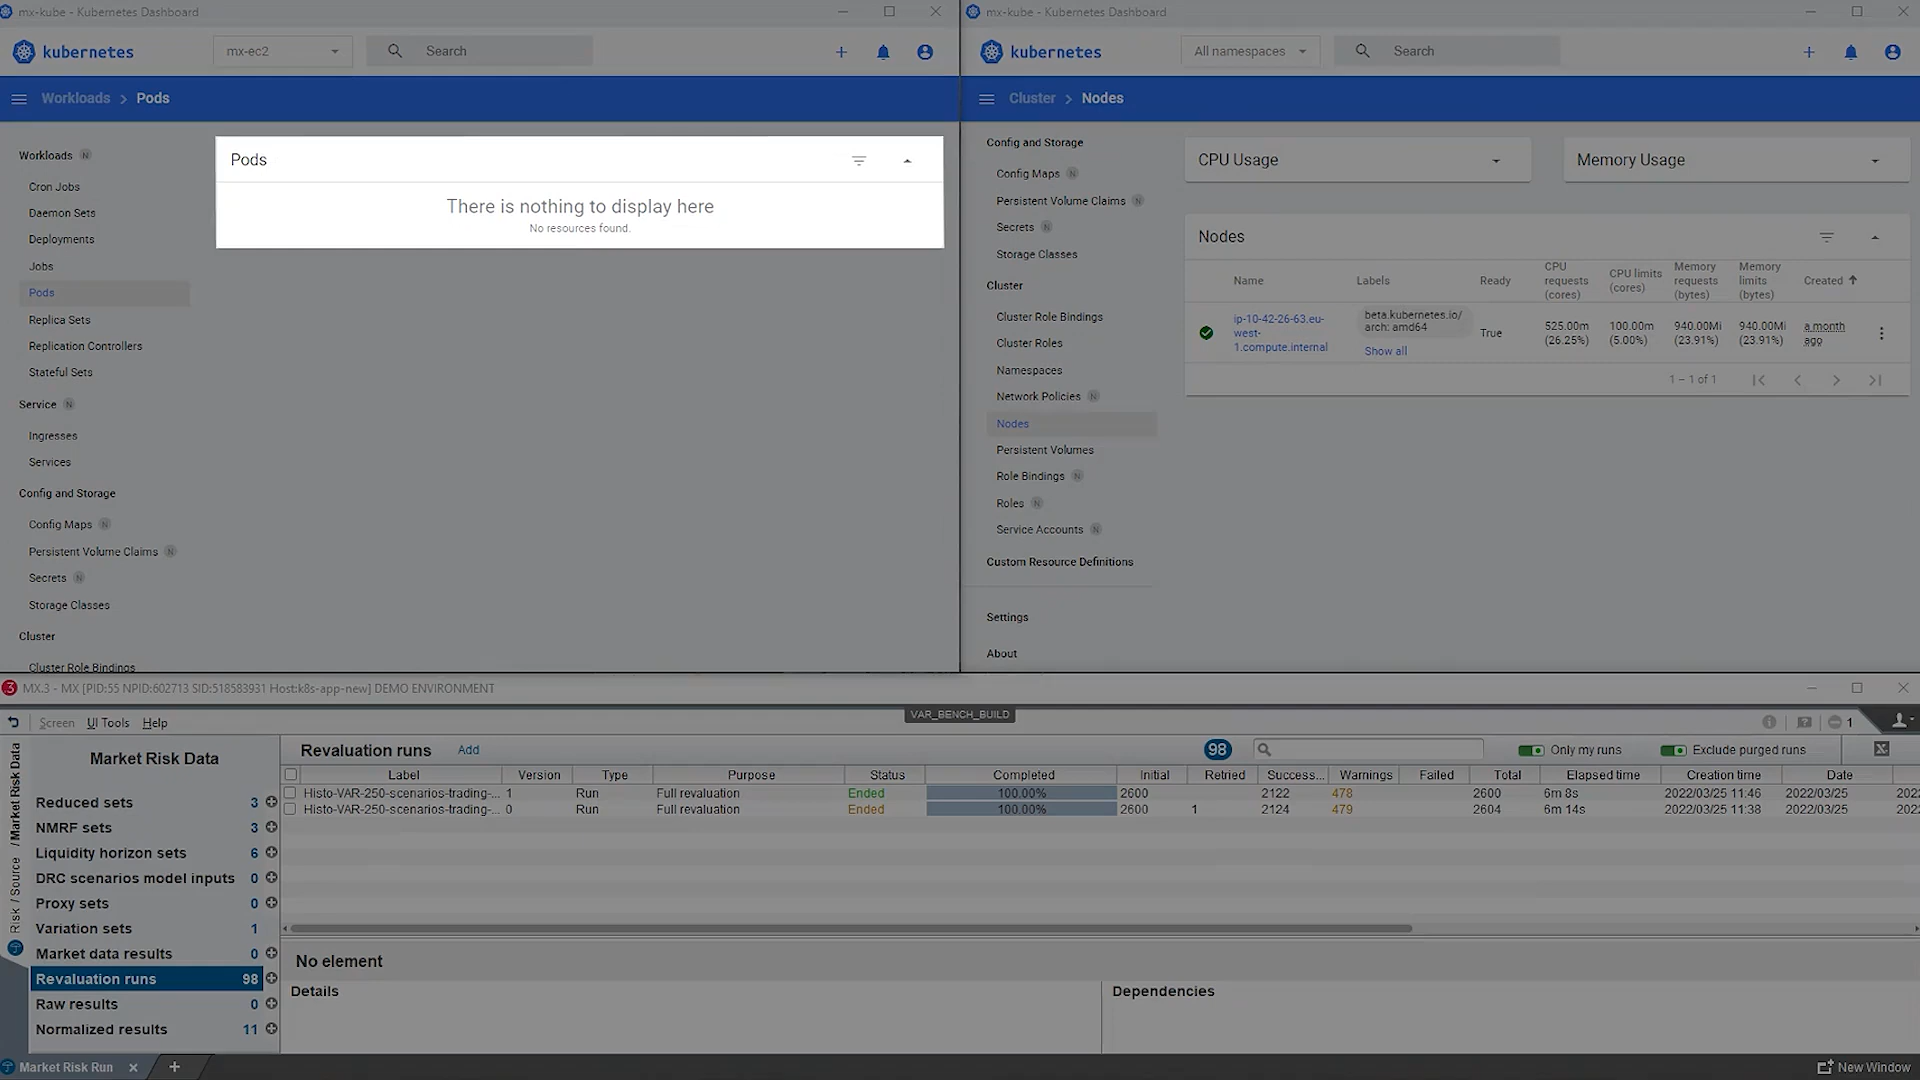 mx-kube - Kubernetes Dashboard
kubernetes
mx-ec2
Search
Workloads
Pods
Workloads N
Cron Jobs
Daemon Sets
Deployments
Jobs
Pods
Replica Sets
Replication Controllers
Stateful Sets
Service N
Ingresses
Services
Config and Storage
Config Maps N
Persistent Volume Claims N
Secrets N
Storage Classes
Cluster
Cluster Role Bindings
Pods
There is nothing to display here
No resources found.
mx-kube - Kubernetes Dashboard
kubernetes
All namespaces
Search
Cluster
Nodes
Config and Storage
Config Maps N
Persistent Volume Claims N
Secrets N
Storage Classes
Cluster
Cluster Role Bindings
Cluster Roles
Namespaces
Network Policies N
Nodes
Persistent Volumes
Role Bindings N
Roles N
Service Accounts N
Custom Resource Definitions
Settings
About
CPU Usage
Memory Usage
Nodes
Name Labels Ready CPU requests (cores) CPU limits (cores) Memory requests (bytes) Memory limits (bytes) Created
ip-10-42-26-63.eu-
west-
1.compute.internal
beta.kubernetes.io/
arch: amd64
Show all
True
525.00m
(26.25%)
100.00m
(5.00%)
940.00Mi
(23.91%)
940.00Mi
(23.91%)
a month
ago
1 – 1 of 1
3 MX.3 - MX [PID:55 NPID:602713 SID:518583931 Host:k8s-app-new] DEMO ENVIRONMENT
Screen UI Tools Help
VAR_BENCH_BUILD
1
Risk / Source / Market Risk Data
Market Risk Data
Reduced sets 3
NMRF sets 3
Liquidity horizon sets 6
DRC scenarios model inputs 0
Proxy sets 0
Variation sets 1
Market data results 0
Revaluation runs 98
Raw results 0
Normalized results 11
Revaluation runs Add
98
Only my runs
Exclude purged runs
Label Version Type Purpose Status Completed Initial Retried Success... Warnings Failed Total Elapsed time Creation time Date
Histo-VAR-250-scenarios-trading-... 1 Run Full revaluation Ended 100.00% 2600 2122 478 2600 6m 8s 2022/03/25 11:46 2022/03/25 2022
Histo-VAR-250-scenarios-trading-... 0 Run Full revaluation Ended 100.00% 2600 1 2124 479 2604 6m 14s 2022/03/25 11:38 2022/03/25 2022
No element
Details
Dependencies
Market Risk Run
New Window